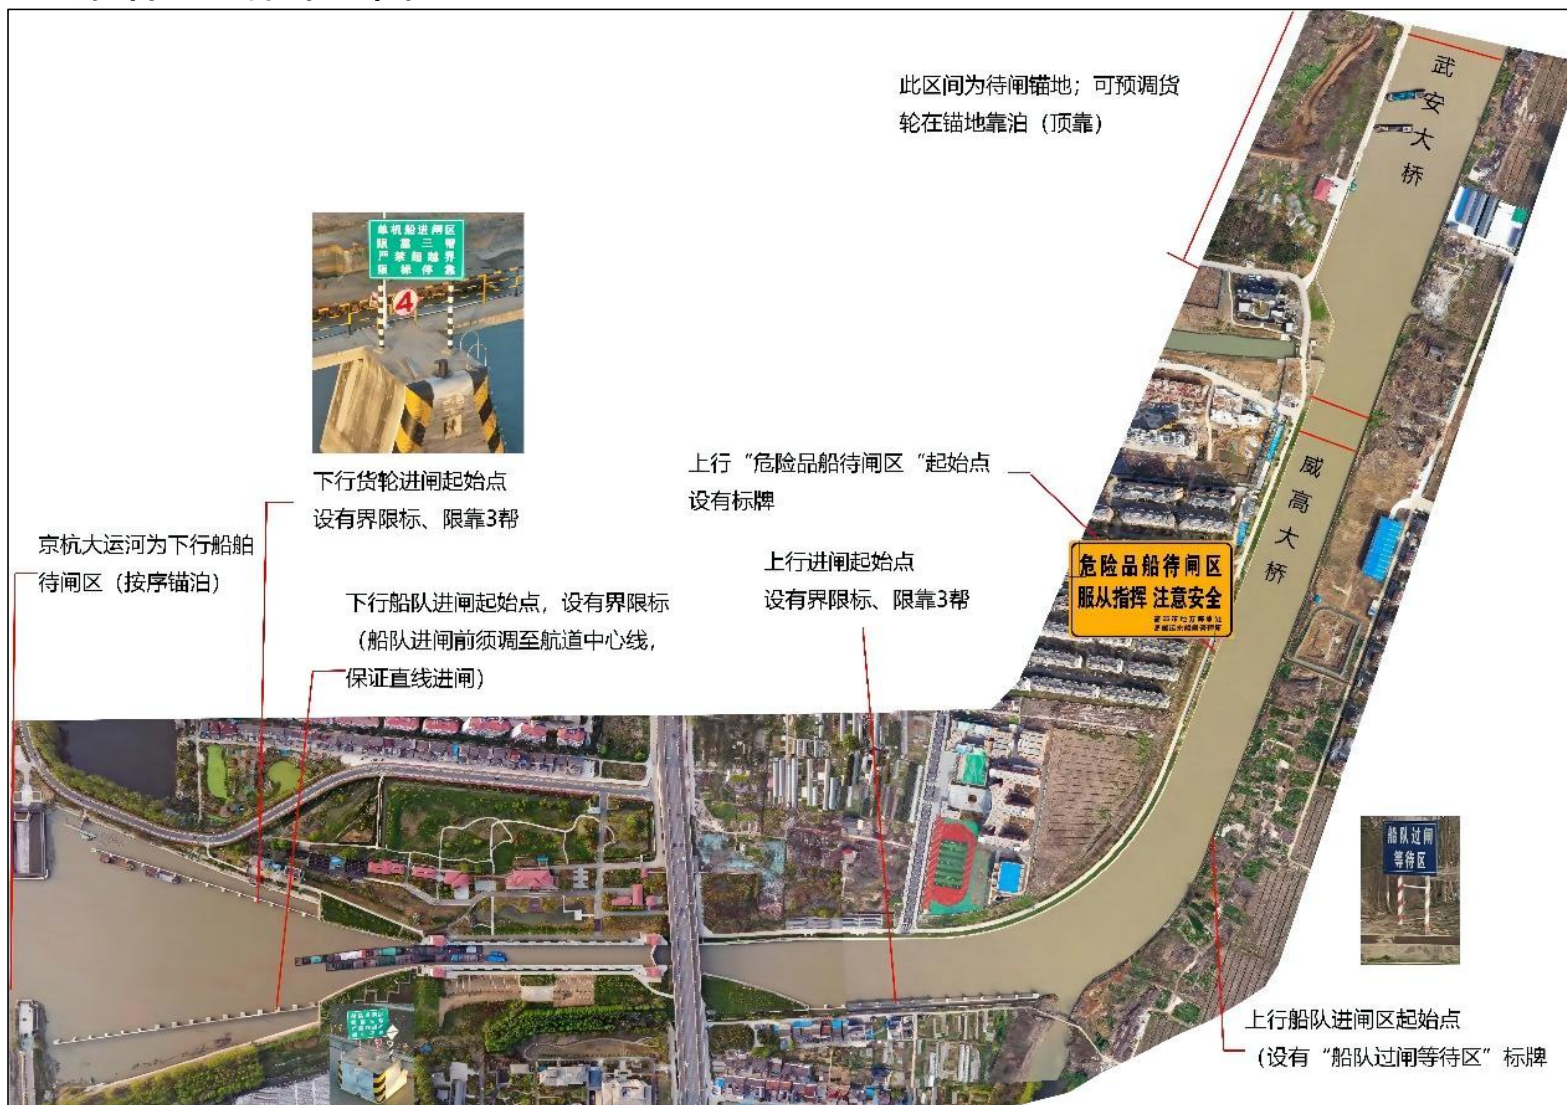 此区间为待闸锚地；可预调货
轮在锚地靠泊（顶靠）
武安大桥
单机船进闸区
限靠三帮
严禁超越界
限标停靠
4
下行货轮进闸起始点
设有界限标、限靠3帮
上行“危险品船待闸区“起始点
设有标牌
威高大桥
京杭大运河为下行船舶
待闸区（按序锚泊）
下行船队进闸起始点，设有界限标
（船队进闸前须调至航道中心线，
保证直线进闸）
上行进闸起始点
设有界限标、限靠3帮
危险品船待闸区
服从指挥 注意安全
船队过闸
等待区
上行船队进闸区起始点
（设有“船队过闸等待区”标牌